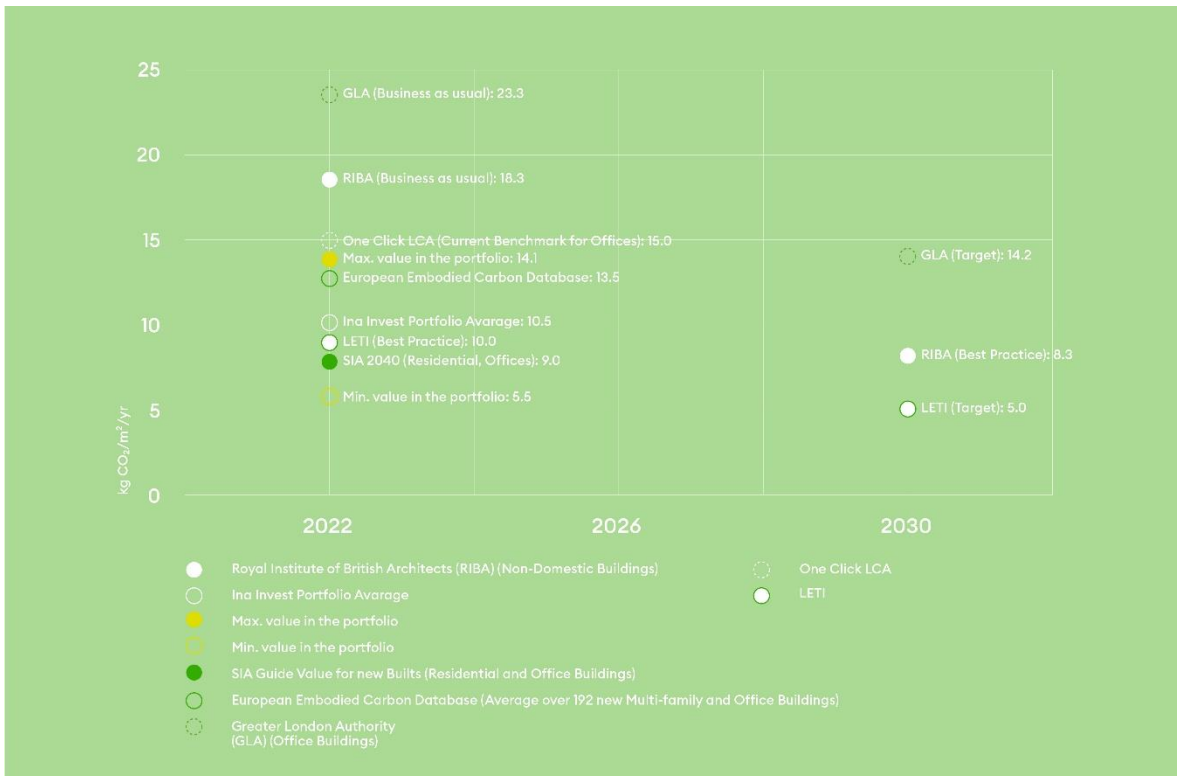 25
GLA (Business as usual): 23.3
20
RIBA (Business as usual): 18.3
15
One Click LCA (Current Benchmark for Offices): 15.0
Max. value in the portfolio: 14.1
GLA (Target): 14.2
European Embodied Carbon Database: 13.5
10
Ina Invest Portfolio Avarage: 10.5
LETI (Best Practice): 10.0
RIBA (Best Practice): 8.3
SIA 2040 (Residential, Offices): 9.0
Min. value in the portfolio: 5.5
5
LETI (Target): 5.0
kg CO₂/m²/yr
0
2022 2026 2030
Royal Institute of British Architects (RIBA) (Non-Domestic Buildings)
Ina Invest Portfolio Avarage
Max. value in the portfolio
Min. value in the portfolio
SIA Guide Value for new Builts (Residential and Office Buildings)
European Embodied Carbon Database (Average over 192 new Multi-family and Office Buildings)
Greater London Authority
(GLA) (Office Buildings)
One Click LCA
LETI